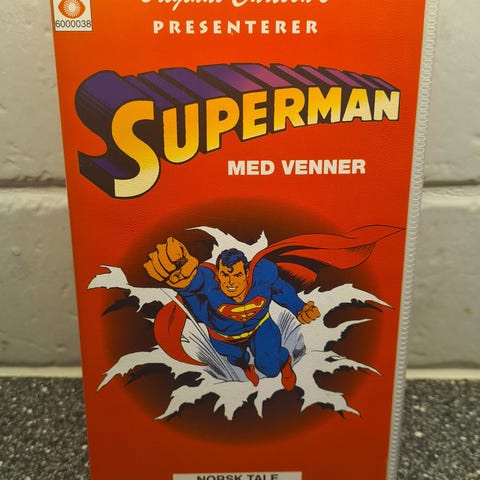 PRESENTERER
6000038
SUPERMAN
MED VENNER
NORSK TALE